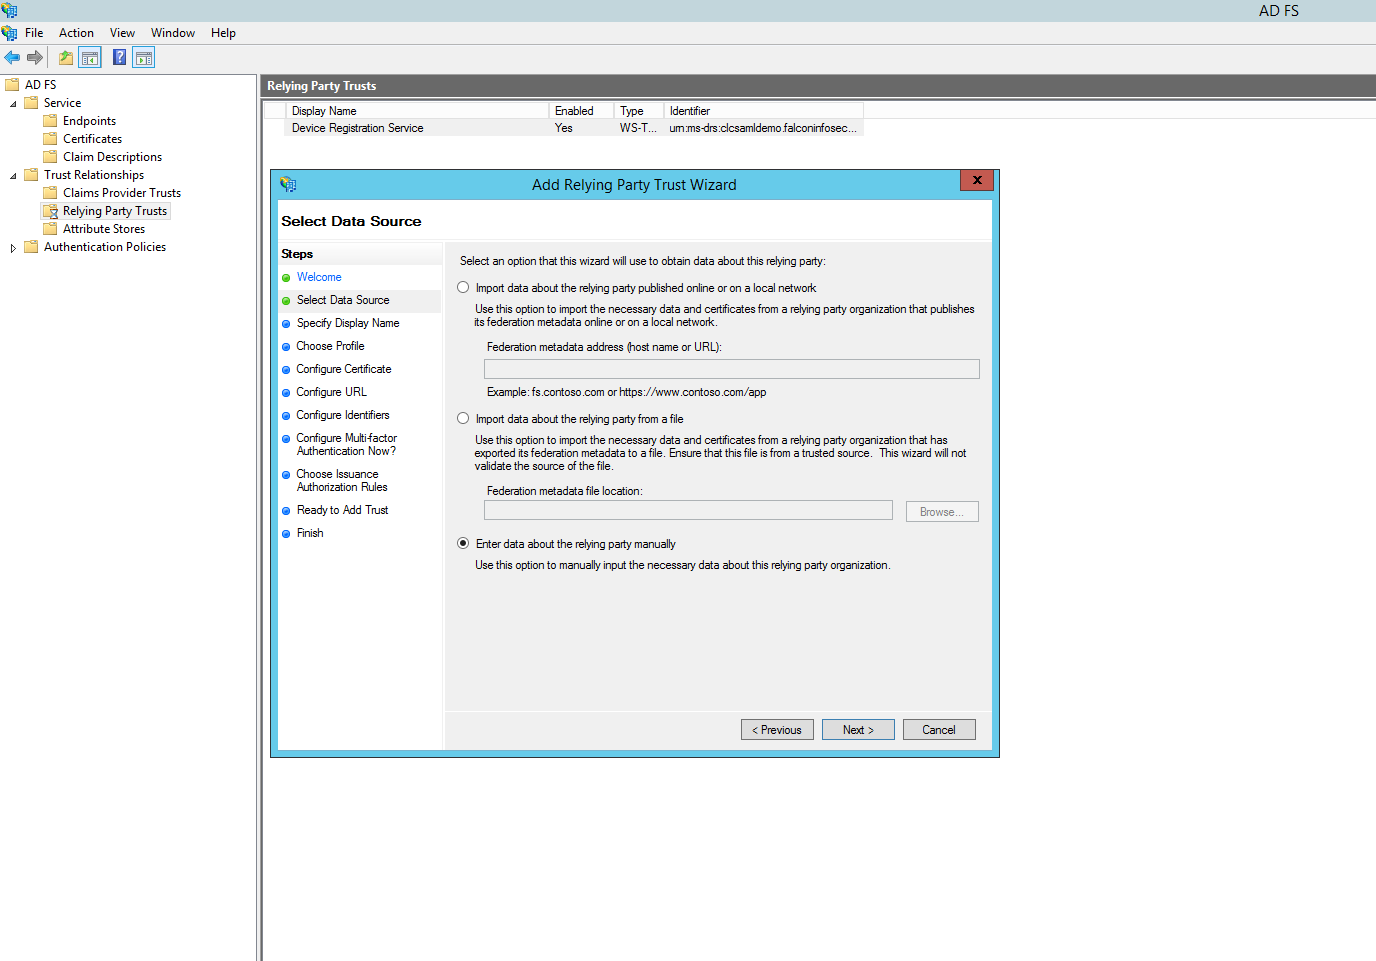 AD FS
File Action View Window Help
AD FS
Service
Endpoints
Certificates
Claim Descriptions
Trust Relationships
Claims Provider Trusts
Relying Party Trusts
Attribute Stores
Authentication Policies
Relying Party Trusts
Display Name Enabled Type Identifier
Device Registration Service Yes WS-T... urn:ms-drs:clcsamldemo.falconinfosec...
Add Relying Party Trust Wizard
X
Select Data Source
Steps
Welcome
Select Data Source
Specify Display Name
Choose Profile
Configure Certificate
Configure URL
Configure Identifiers
Configure Multi-factor
Authentication Now?
Choose Issuance
Authorization Rules
Ready to Add Trust
Finish
Select an option that this wizard will use to obtain data about this relying party:
Import data about the relying party published online or on a local network
Use this option to import the necessary data and certificates from a relying party organization that publishes
its federation metadata online or on a local network.
Federation metadata address (host name or URL):
Example: fs.contoso.com or https://www.contoso.com/app
Import data about the relying party from a file
Use this option to import the necessary data and certificates from a relying party organization that has
exported its federation metadata to a file. Ensure that this file is from a trusted source.  This wizard will not
validate the source of the file.
Federation metadata file location:
Browse...
Enter data about the relying party manually
Use this option to manually input the necessary data about this relying party organization.
< Previous Next > Cancel